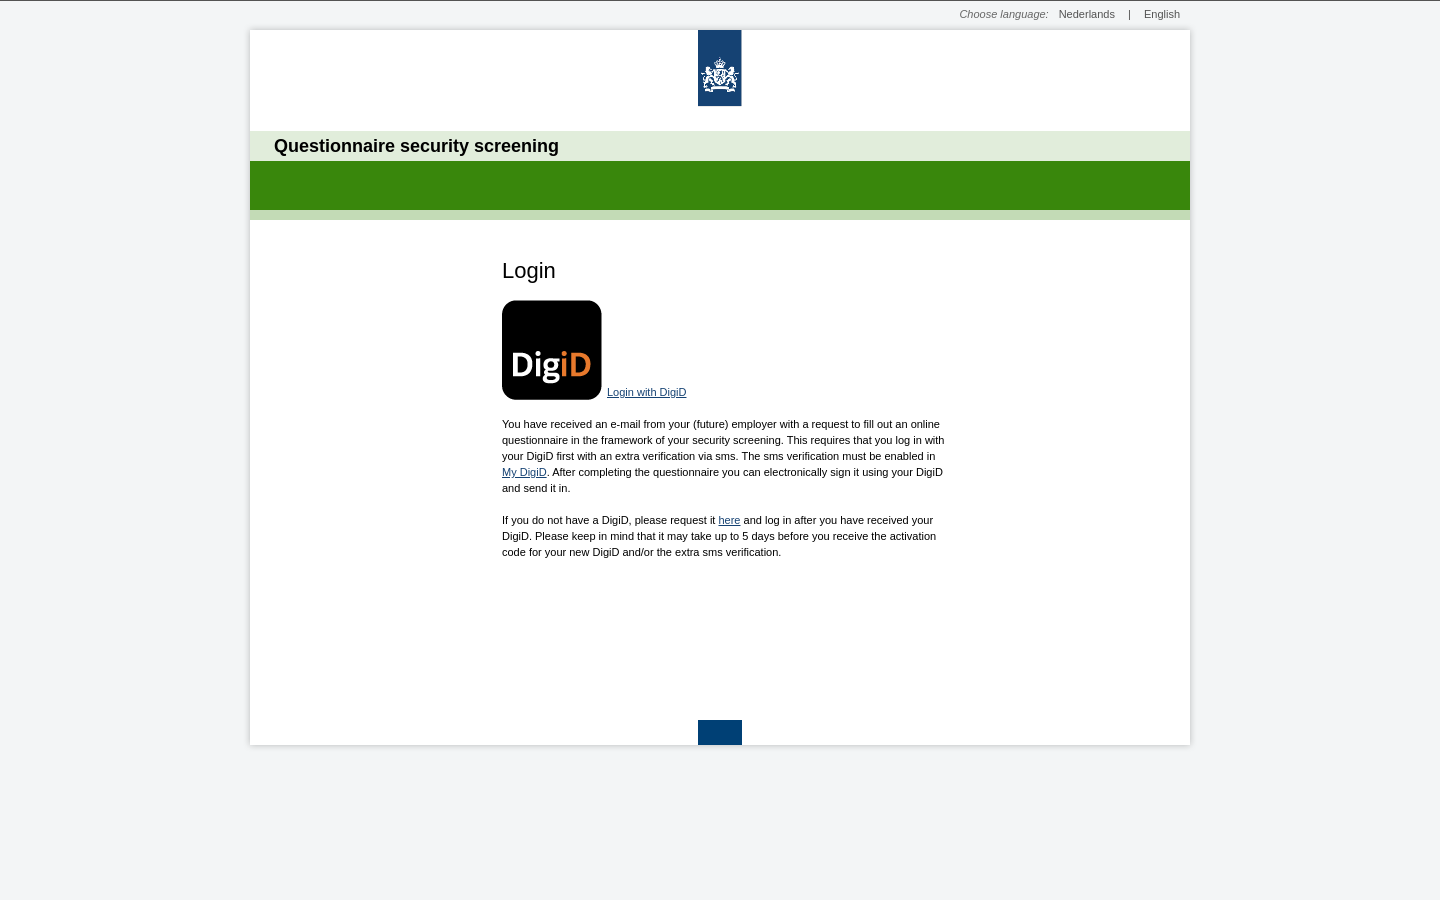 Choose language: Nederlands | English
Questionnaire security screening
Login
DigiD
Login with DigiD
You have received an e-mail from your (future) employer with a request to fill out an online
questionnaire in the framework of your security screening. This requires that you log in with
your DigiD first with an extra verification via sms. The sms verification must be enabled in
My DigiD. After completing the questionnaire you can electronically sign it using your DigiD
and send it in.
If you do not have a DigiD, please request it here and log in after you have received your
DigiD. Please keep in mind that it may take up to 5 days before you receive the activation
code for your new DigiD and/or the extra sms verification.